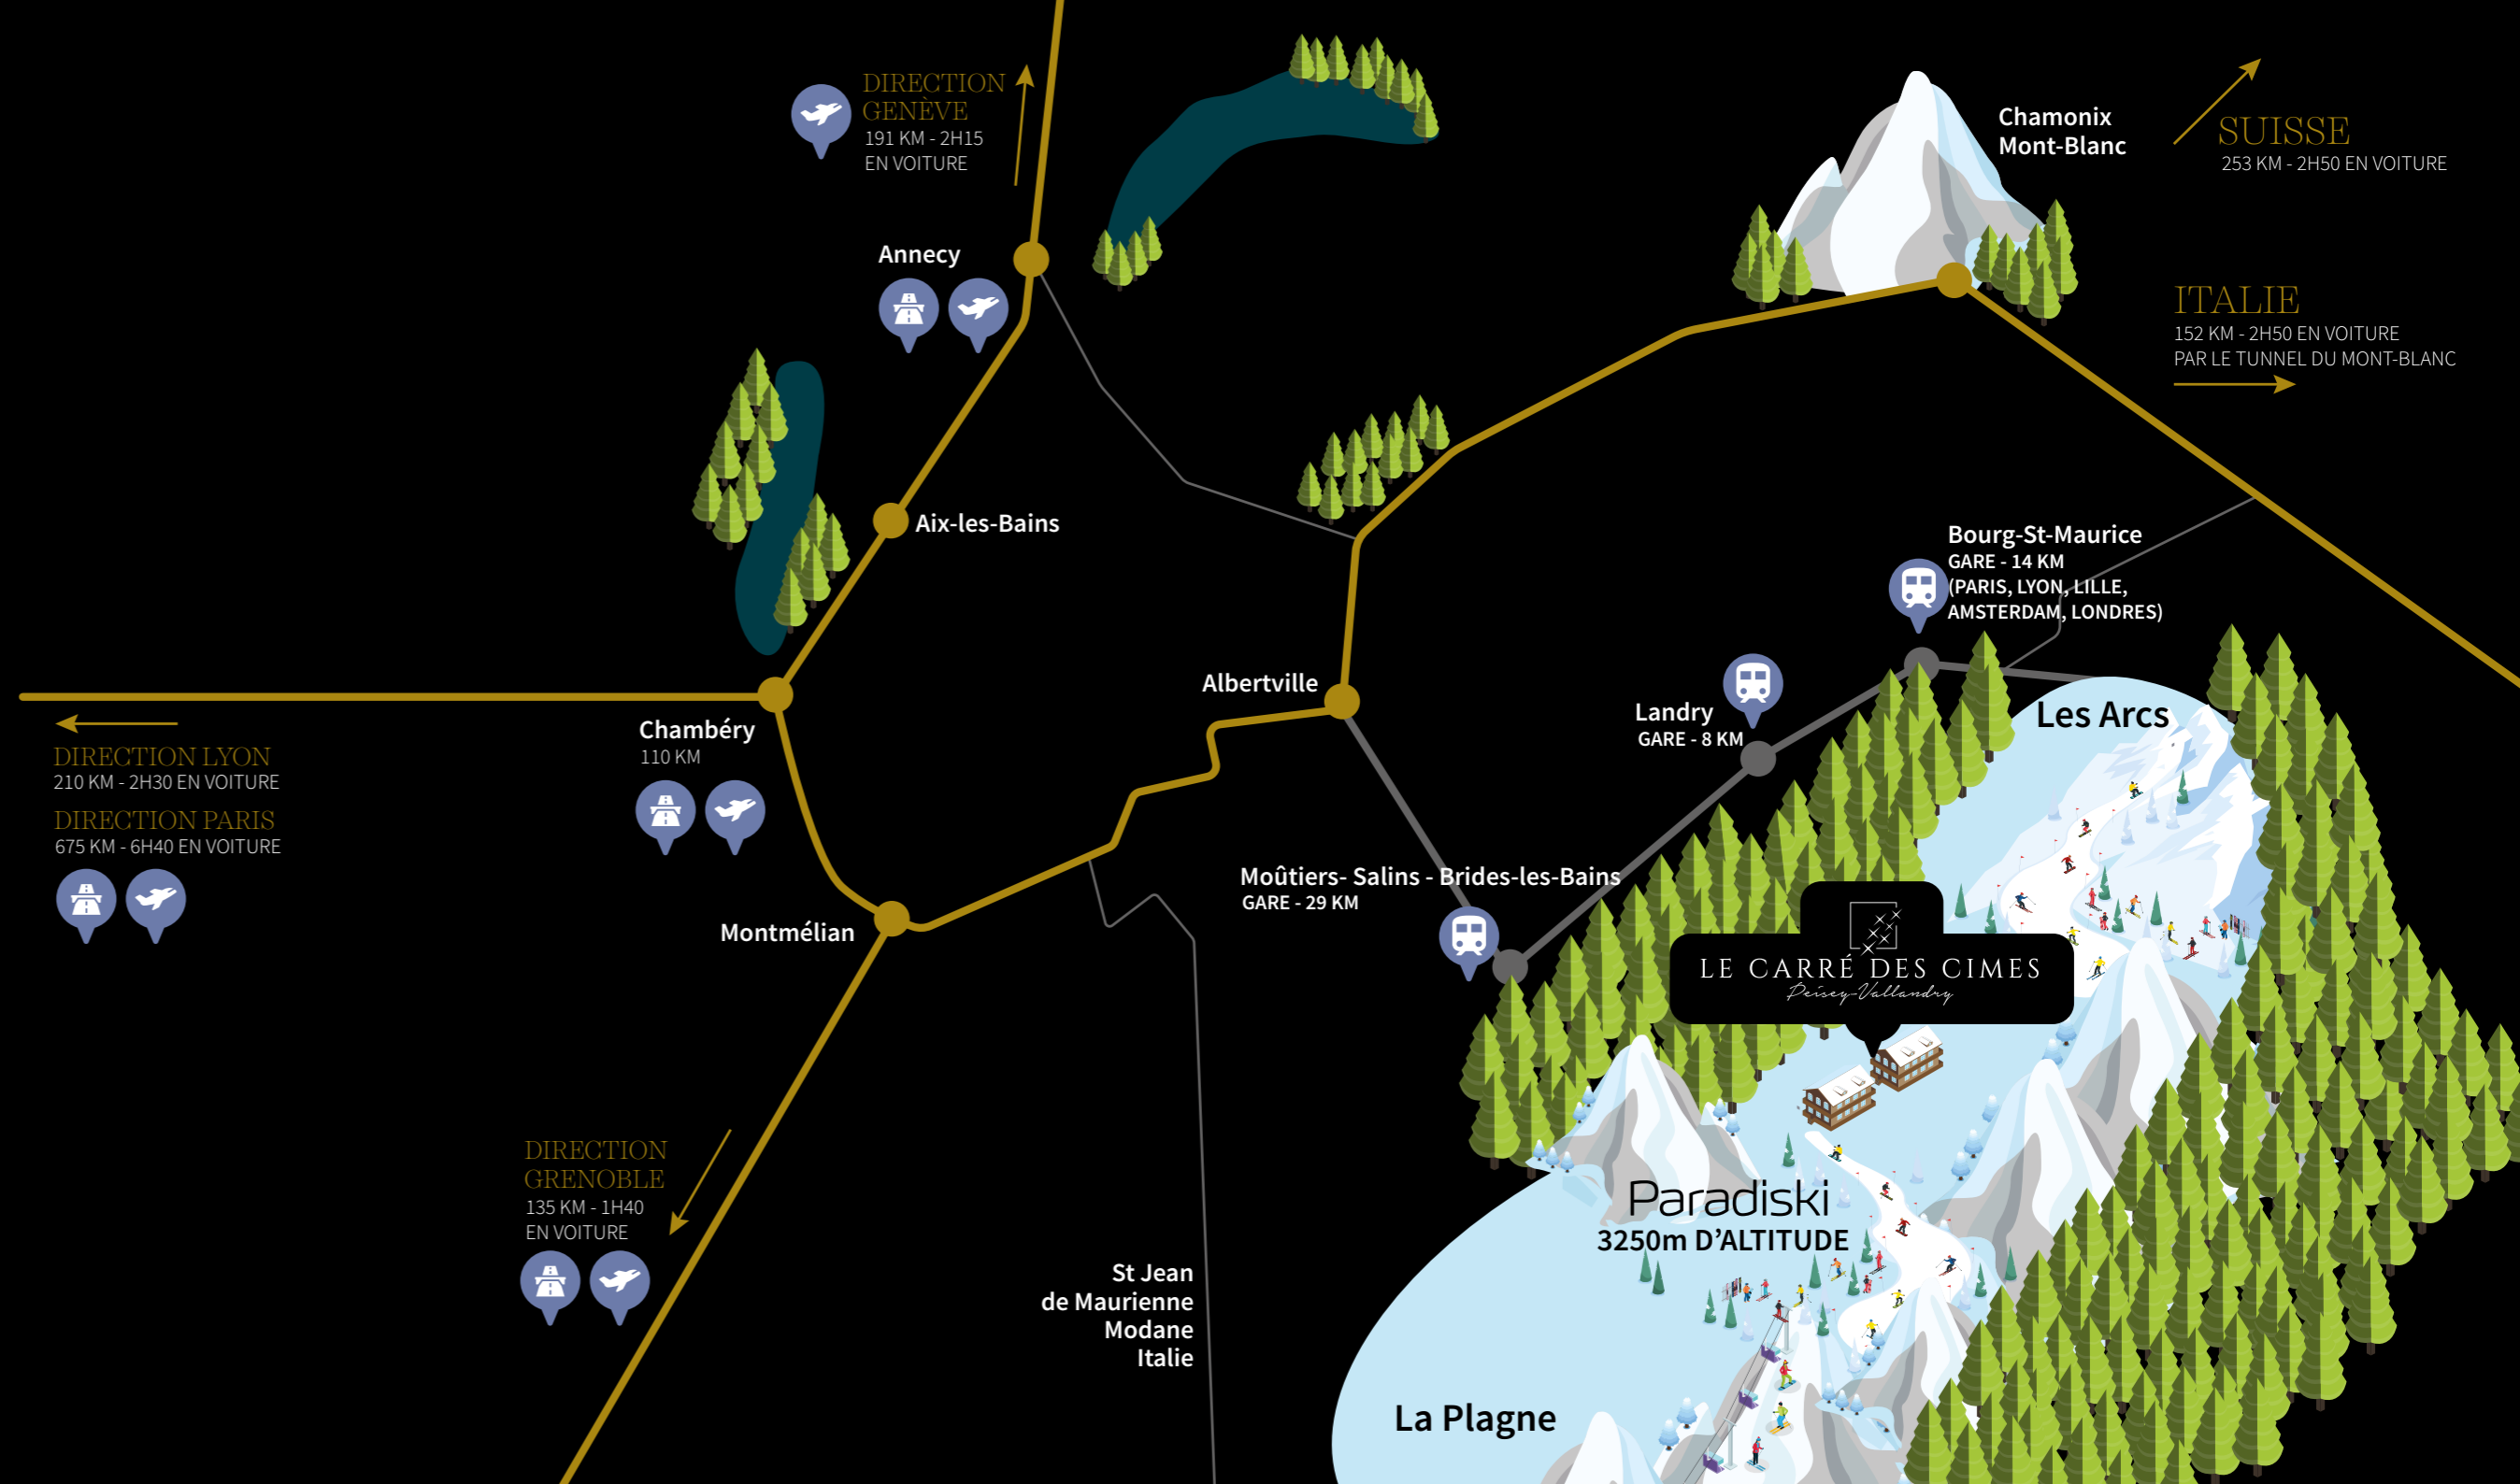 DIRECTION
GENÈVE
191 KM - 2H15
EN VOITURE
Chamonix
Mont-Blanc
SUISSE
253 KM - 2H50 EN VOITURE
Annecy
ITALIE
152 KM - 2H50 EN VOITURE
PAR LE TUNNEL DU MONT-BLANC
Aix-les-Bains
Bourg-St-Maurice
GARE - 14 KM
(PARIS, LYON, LILLE,
AMSTERDAM, LONDRES)
Albertville
Landry
GARE - 8 KM
Les Arcs
Chambéry
110 KM
DIRECTION LYON
210 KM - 2H30 EN VOITURE
DIRECTION PARIS
675 KM - 6H40 EN VOITURE
Moûtiers- Salins - Brides-les-Bains
GARE - 29 KM
Montmélian
LE CARRÉ DES CIMES
Peisey-Vallandry
DIRECTION
GRENOBLE
135 KM - 1H40
EN VOITURE
Paradiski
3250m D'ALTITUDE
St Jean
de Maurienne
Modane
Italie
La Plagne